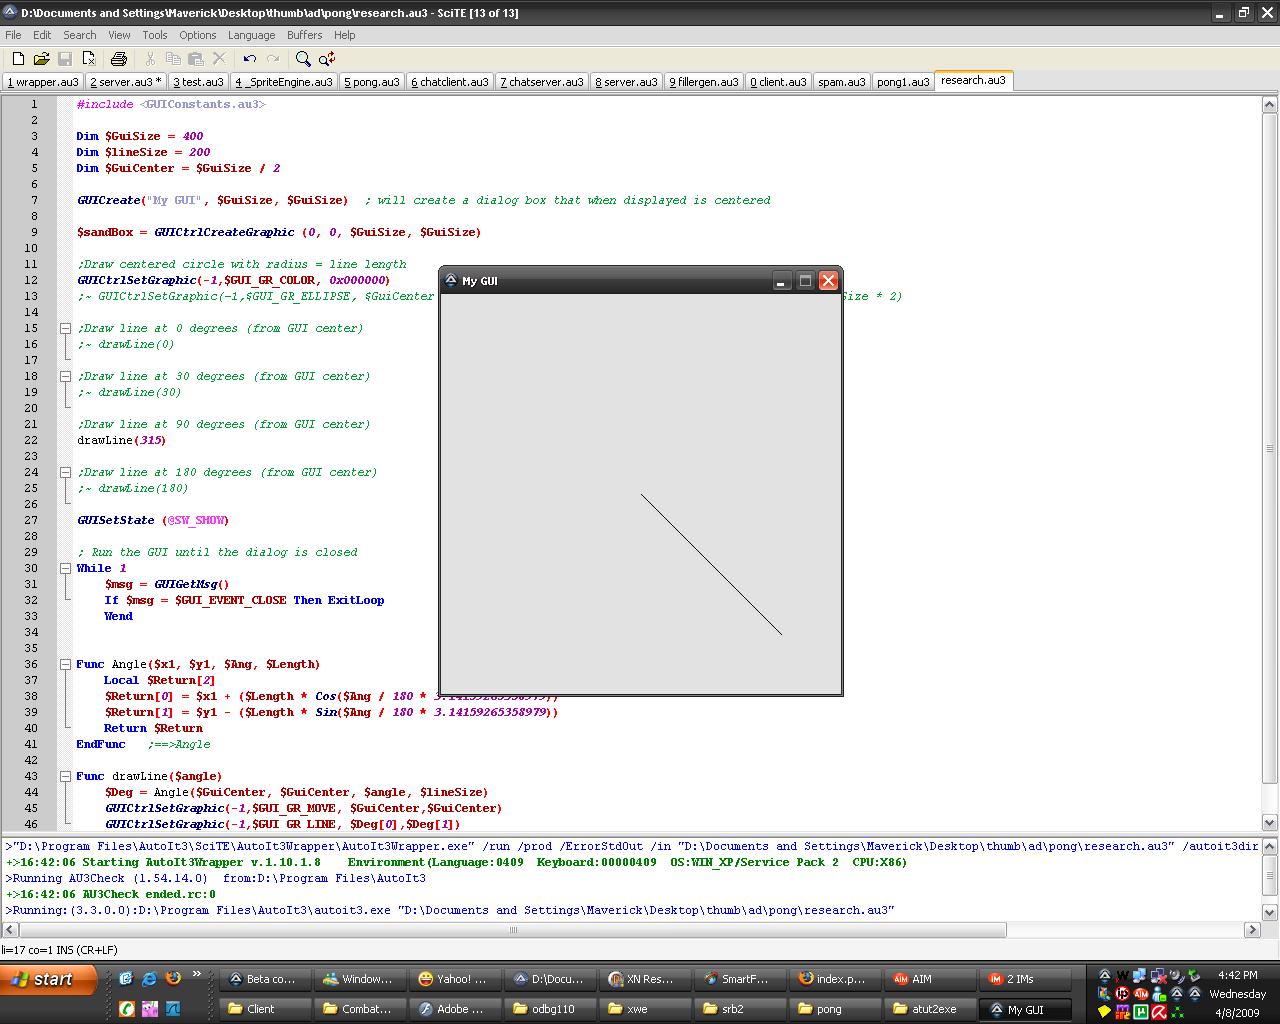 D:\Documents and Settings\Maverick\Desktop\thumb\ad\pong\research.au3 - SciTE [13 of 13]
File Edit Search View Tools Options Language Buffers Help
1 wrapper.au3 2 server.au3 * 3 test.au3 4 _SpriteEngine.au3 5 pong.au3 6 chatclient.au3 7 chatserver.au3 8 server.au3 9 fillergen.au3 0 client.au3 spam.au3 pong1.au3 research.au3
1 #include <GUIConstants.au3>
2
3 Dim $GuiSize = 400
4 Dim $lineSize = 200
5 Dim $GuiCenter = $GuiSize / 2
6
7 GUICreate("My GUI", $GuiSize, $GuiSize) ; will create a dialog box that when displayed is centered
8
9 $sandBox = GUICtrlCreateGraphic (0, 0, $GuiSize, $GuiSize)
10
11 ;Draw centered circle with radius = line length
12 GUICtrlSetGraphic(-1,$GUI_GR_COLOR, 0x000000)
13 ;~ GUICtrlSetGraphic(-1,$GUI_GR_ELLIPSE, $GuiCenter ize * 2)
14
15 ;Draw line at 0 degrees (from GUI center)
16 ;~ drawLine(0)
17
18 ;Draw line at 30 degrees (from GUI center)
19 ;~ drawLine(30)
20
21 ;Draw line at 90 degrees (from GUI center)
22 drawLine(315)
23
24 ;Draw line at 180 degrees (from GUI center)
25 ;~ drawLine(180)
26
27 GUISetState (@SW_SHOW)
28
29 ; Run the GUI until the dialog is closed
30 While 1
31 $msg = GUIGetMsg()
32 If $msg = $GUI_EVENT_CLOSE Then ExitLoop
33 Wend
34
35
36 Func Angle($x1, $y1, $Ang, $Length)
37 Local $Return[2]
38 $Return[0] = $x1 + ($Length * Cos($Ang / 180 * 3.14159265358979))
39 $Return[1] = $y1 - ($Length * Sin($Ang / 180 * 3.14159265358979))
40 Return $Return
41 EndFunc ;==>Angle
42
43 Func drawLine($angle)
44 $Deg = Angle($GuiCenter, $GuiCenter, $angle, $lineSize)
45 GUICtrlSetGraphic(-1,$GUI_GR_MOVE, $GuiCenter,$GuiCenter)
46 GUICtrlSetGraphic(-1,$GUI_GR_LINE, $Deg[0],$Deg[1])
My GUI
>"D:\Program Files\AutoIt3\SciTE\AutoIt3Wrapper\AutoIt3Wrapper.exe" /run /prod /ErrorStdOut /in "D:\Documents and Settings\Maverick\Desktop\thumb\ad\pong\research.au3" /autoit3dir
+>16:42:06 Starting AutoIt3Wrapper v.1.10.1.8 Environment(Language:0409 Keyboard:00000409 OS:WIN_XP/Service Pack 2 CPU:X86)
>Running AU3Check (1.54.14.0) from:D:\Program Files\AutoIt3
+>16:42:06 AU3Check ended.rc:0
>Running:(3.3.0.0):D:\Program Files\AutoIt3\autoit3.exe "D:\Documents and Settings\Maverick\Desktop\thumb\ad\pong\research.au3"
li=17 co=1 INS (CR+LF)
start
Beta co... Window... Yahoo! ... D:\Docu... XN Res... SmartF... index.p... AIM 2 IMs
Client Combat... Adobe ... odbg110 xwe srb2 pong atut2exe My GUI
4:42 PM
Wednesday
4/8/2009